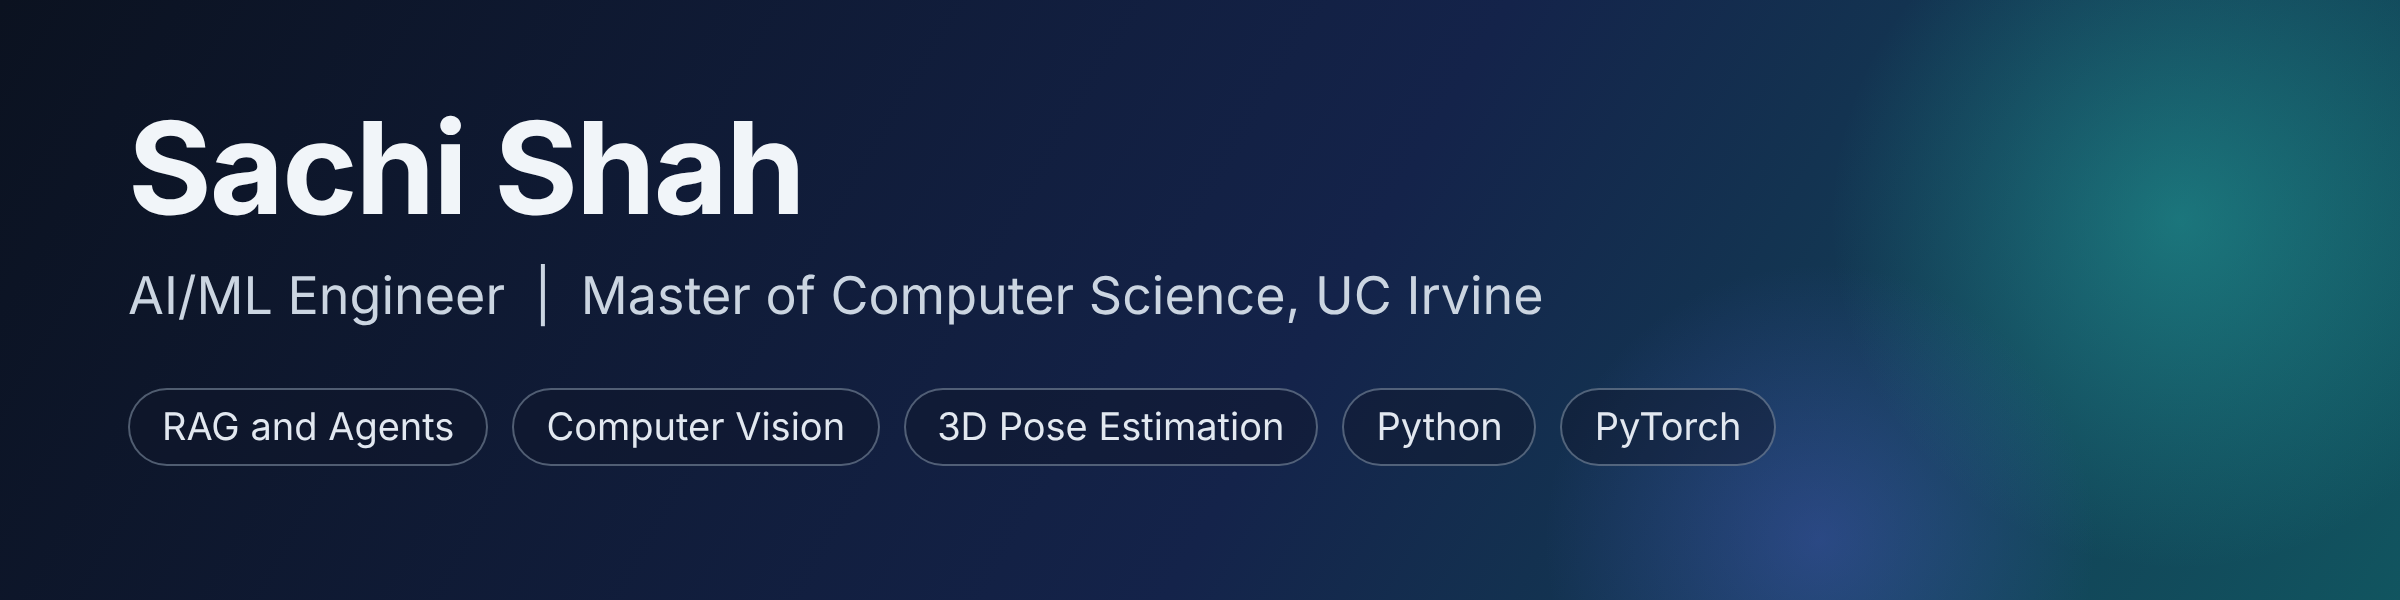 Sachi Shah
AI/ML Engineer | Master of Computer Science, UC Irvine
RAG and Agents Computer Vision 3D Pose Estimation Python PyTorch